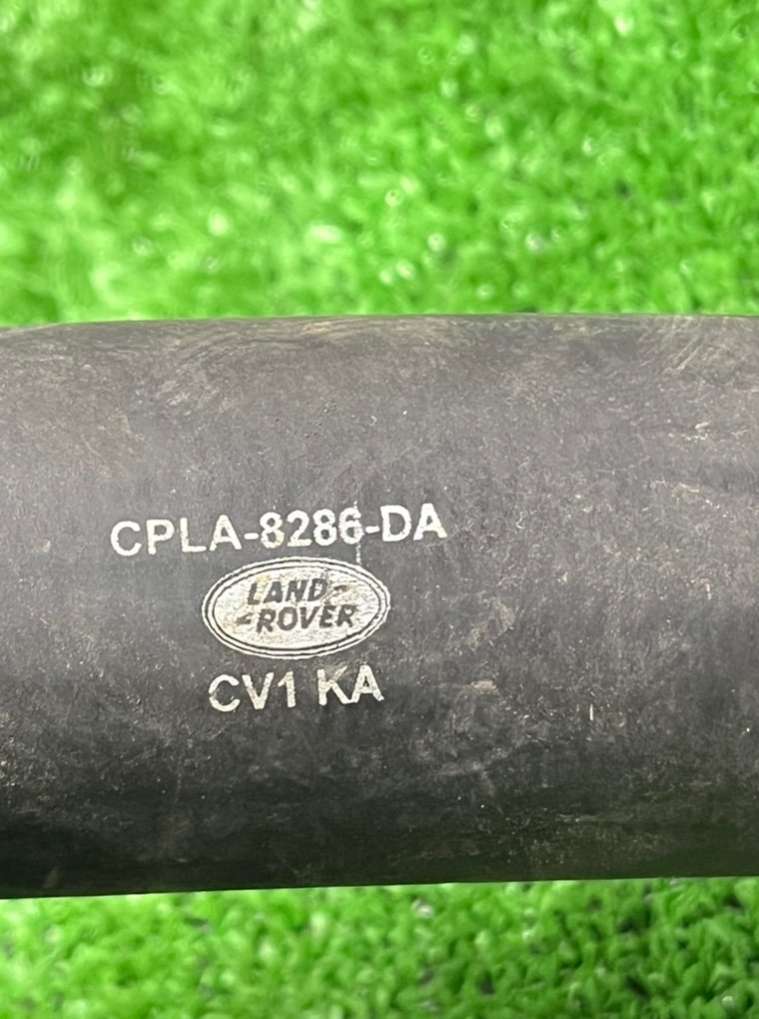 CPLA-8286-DA
LAND-
-ROVER
CV1 KA